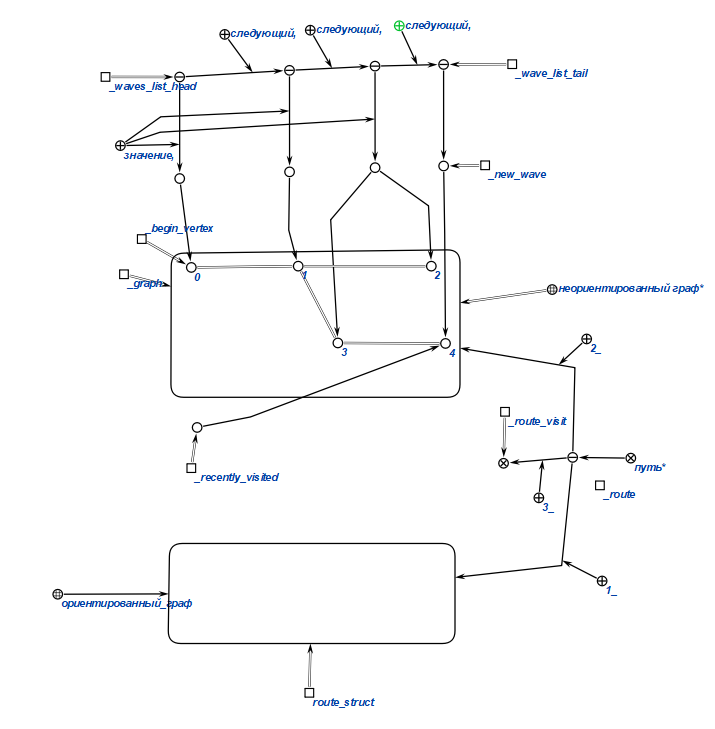 следующий,
следующий,
следующий,
_waves_list_head
_wave_list_tail
значение,
_new_wave
_begin_vertex
0
1
2
_graph
неориентированный граф*
3
4
2_
_route_visit
_recently_visited
путь*
3_
_route
1_
ориентированный_граф
route_struct